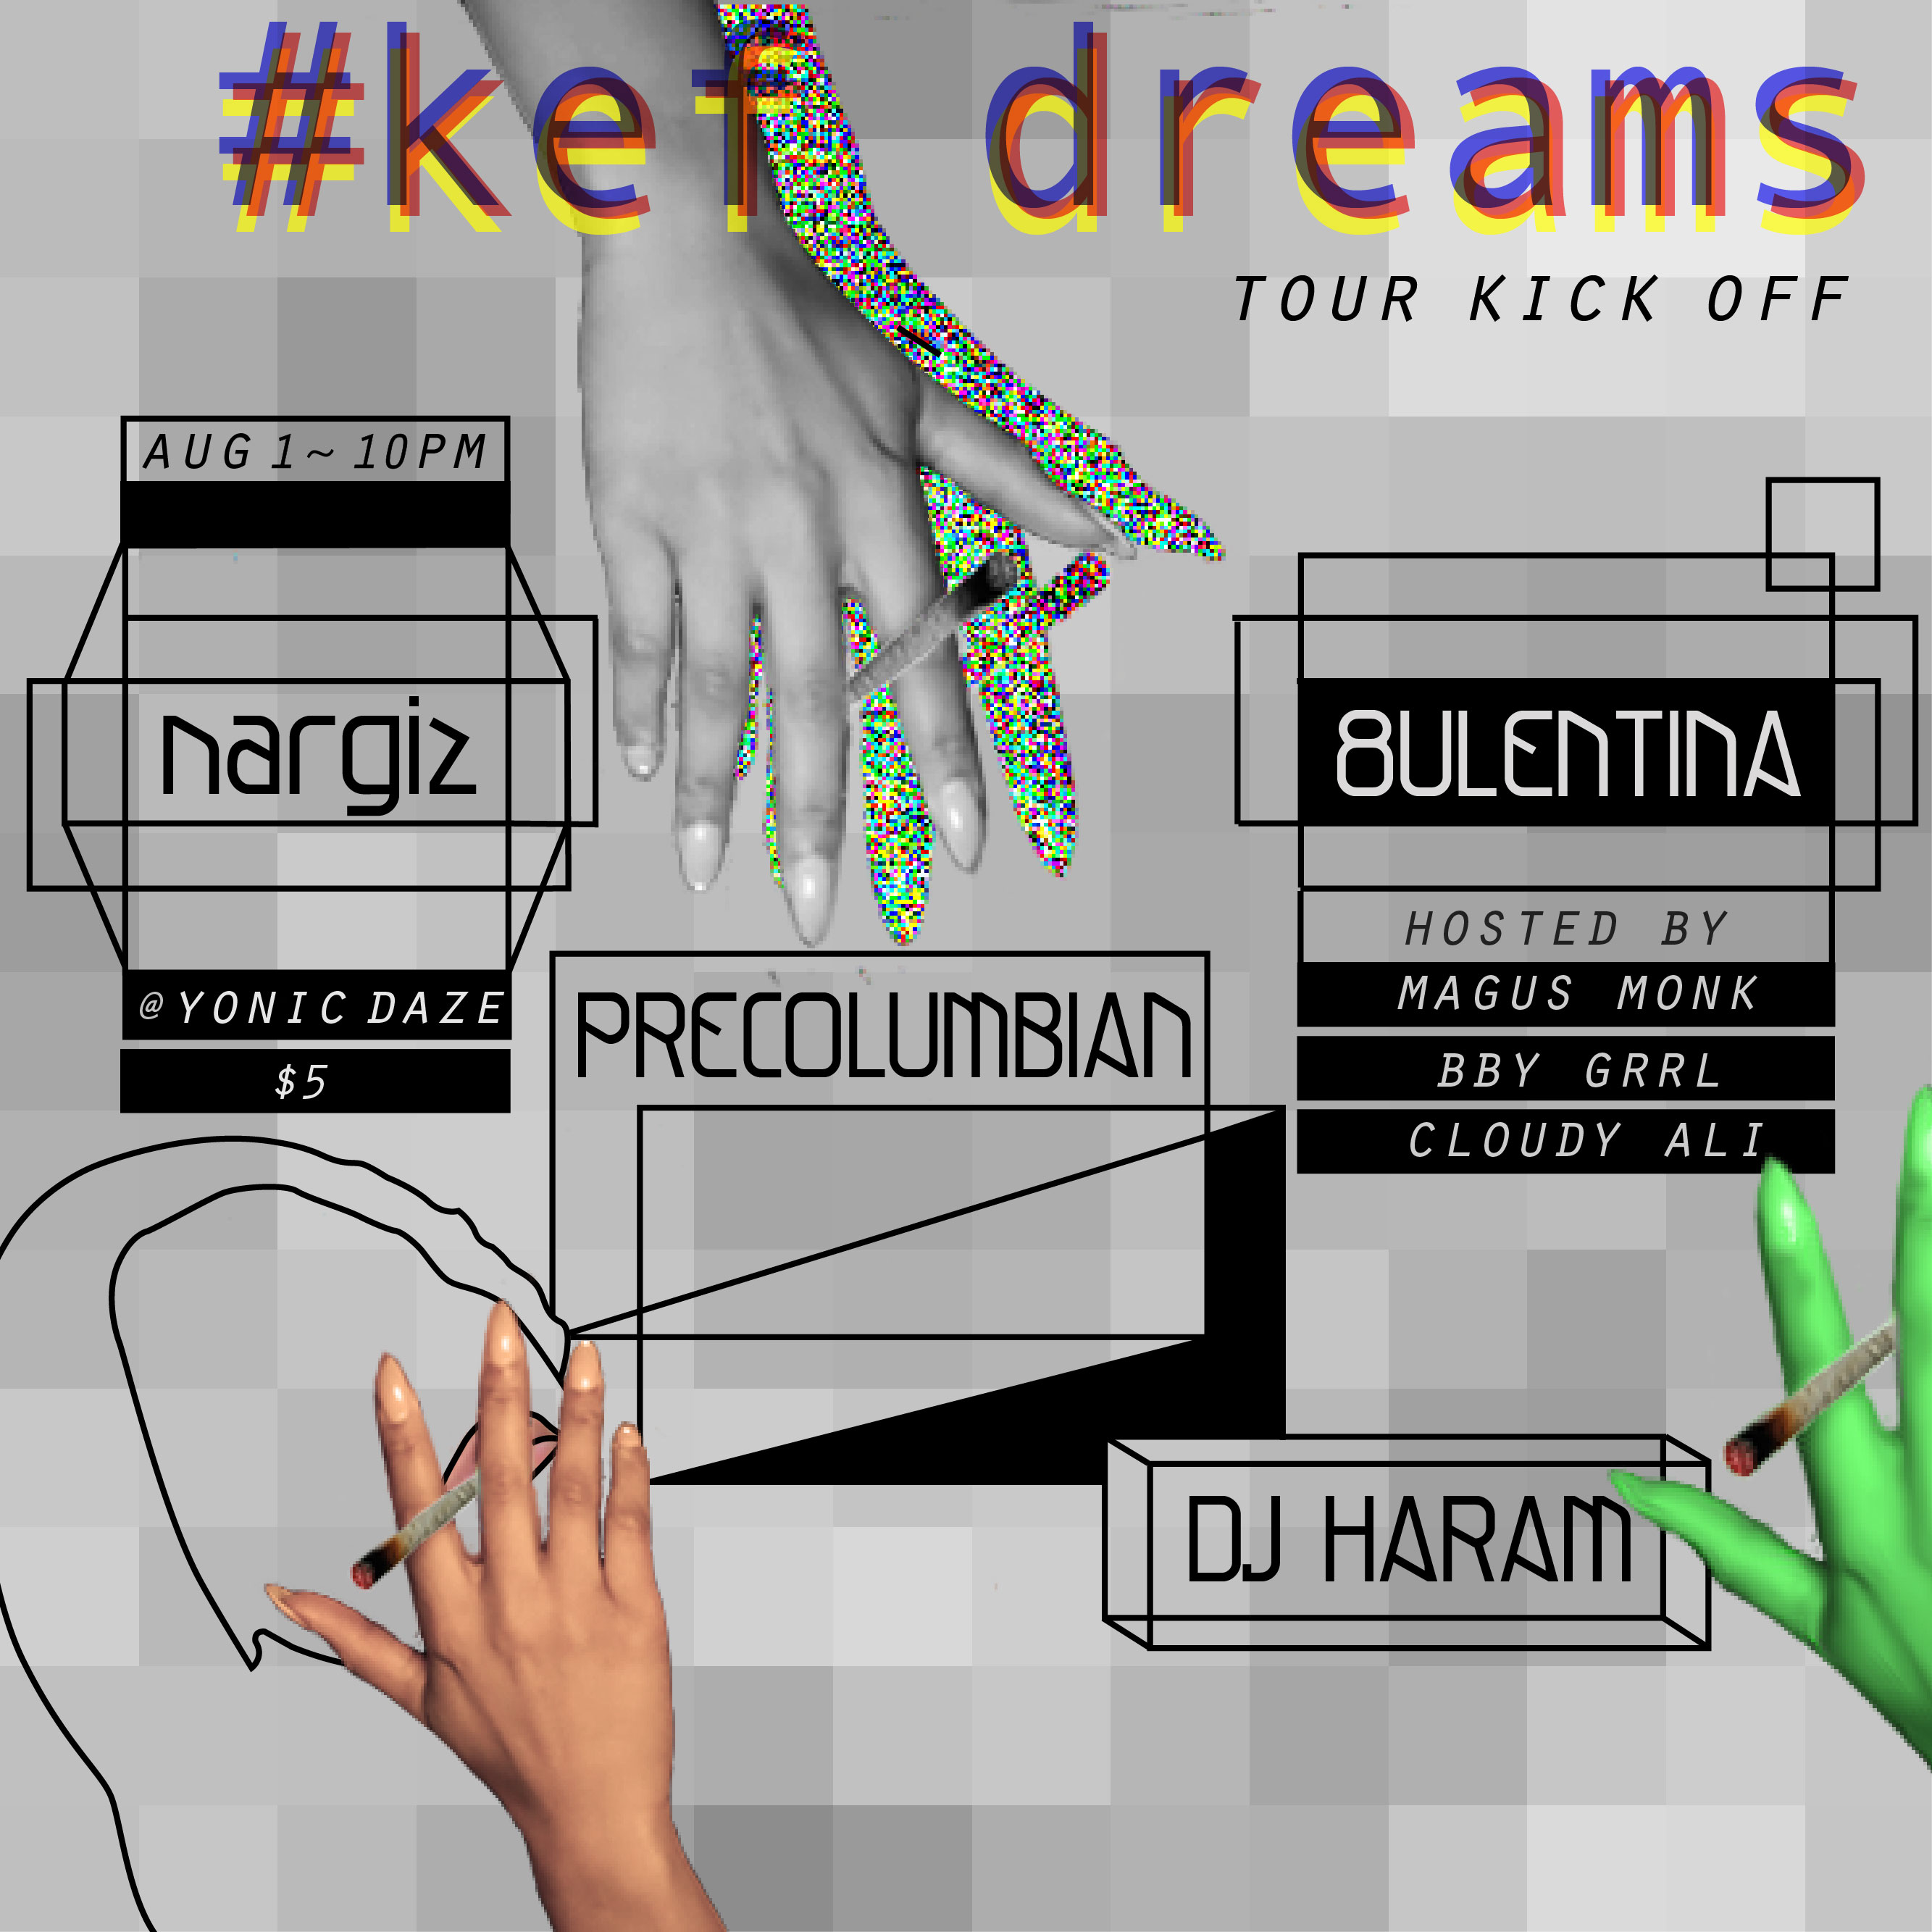 #kef dreams
TOUR KICK OFF
AUG 1 ~ 10PM
nargiz
8ULENTINA
HOSTED BY
MAGUS MONK
BBY GRRL
CLOUDY ALI
@YONIC DAZE
$5
PRECOLUMBIAN
DJ HARAM